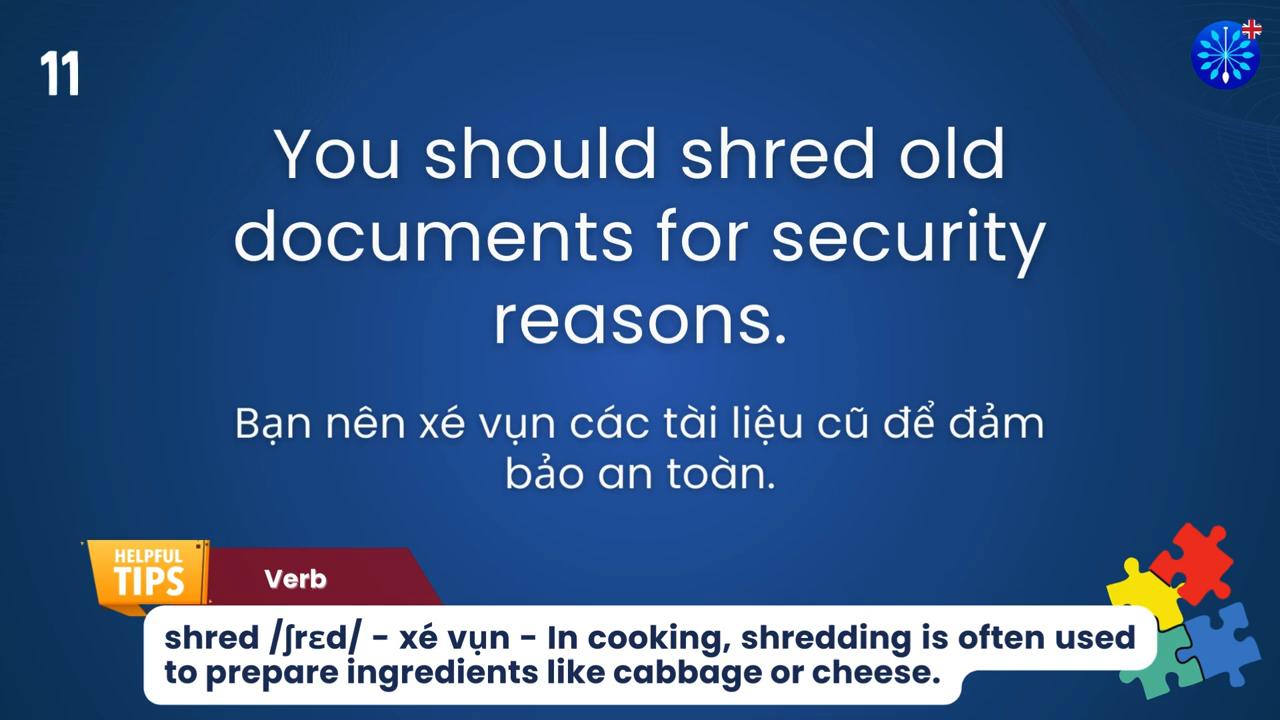 11
You should shred old
documents for security
reasons.
Bạn nên xé vụn các tài liệu cũ để đảm
bảo an toàn.
HELPFUL
TIPS
Verb
shred /ʃrɛd/ - xé vụn - In cooking, shredding is often used
to prepare ingredients like cabbage or cheese.